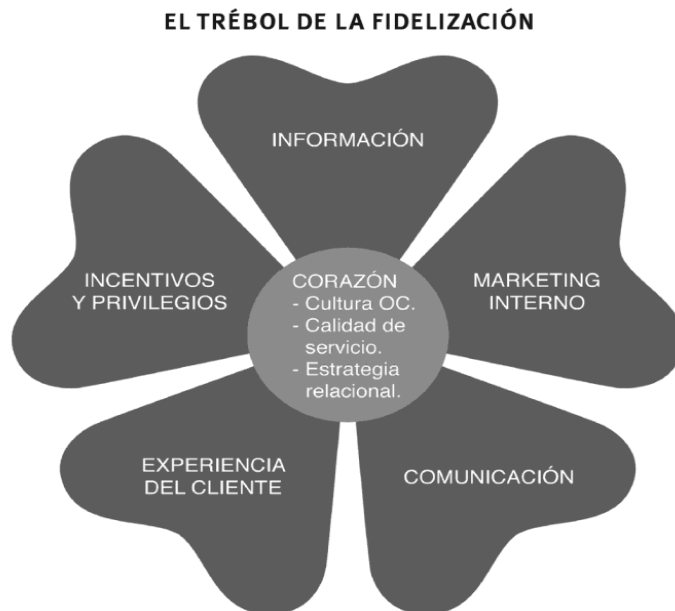 EL TRÉBOL DE LA FIDELIZACIÓN
INFORMACIÓN
INCENTIVOS
Y PRIVILEGIOS
CORAZÓN
- Cultura OC.
- Calidad de
servicio.
- Estrategia
relacional.
MARKETING
INTERNO
EXPERIENCIA
DEL CLIENTE
COMUNICACIÓN